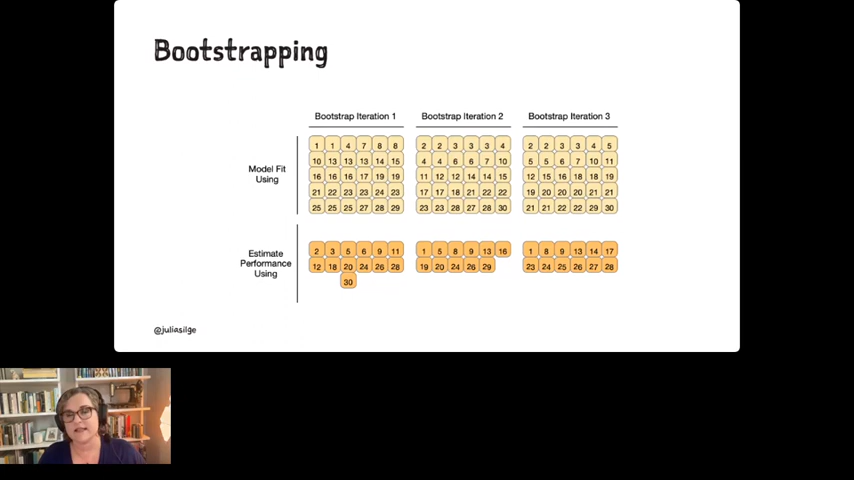 Bootstrapping
Bootstrap Iteration 1 Bootstrap Iteration 2 Bootstrap Iteration 3
Model Fit
Using
1 1 4 7 8 8 2 2 3 3 3 4 2 2 3 4 4 5
10 13 13 13 14 15 4 4 6 6 7 10 5 5 6 7 10 11
16 16 16 17 19 19 11 12 12 14 14 15 12 15 16 18 18 19
21 22 23 23 24 23 17 17 18 21 22 22 19 20 20 20 21 21
25 25 25 27 28 29 23 23 28 27 28 30 21 21 22 22 29 30
Estimate
Performance
Using
2 3 5 6 9 11 1 5 8 9 13 16 1 8 9 13 14 17
12 18 20 24 26 28 19 20 24 26 29 23 24 25 26 27 28
30
@juliasilge